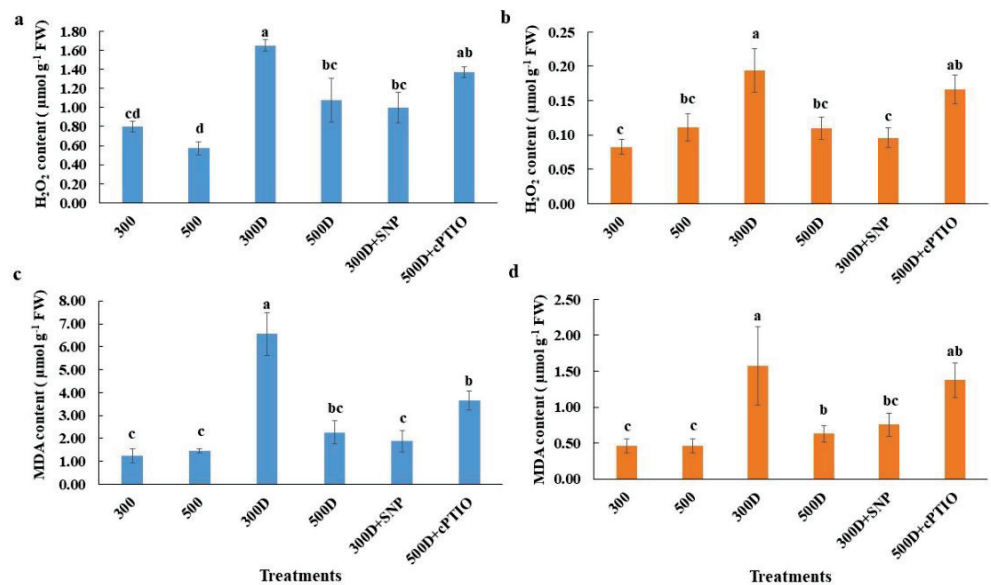 a
H₂O₂ content ( μmol g⁻¹ FW)
1.80
1.60
1.40
1.20
1.00
0.80
0.60
0.40
0.20
0.00
cd
d
a
bc
bc
ab
300
500
300D
500D
300D+SNP
500D+cPTIO
b
H₂O₂ content ( μmol g⁻¹ FW)
0.25
0.20
0.15
0.10
0.05
0.00
c
bc
a
bc
c
ab
300
500
300D
500D
300D+SNP
500D+cPTIO
c
MDA content ( μmol g⁻¹ FW)
8.00
7.00
6.00
5.00
4.00
3.00
2.00
1.00
0.00
c
c
a
bc
c
b
300
500
300D
500D
300D+SNP
500D+cPTIO
Treatments
d
MDA content ( μmol g⁻¹ FW)
2.50
2.00
1.50
1.00
0.50
0.00
c
c
a
b
bc
ab
300
500
300D
500D
300D+SNP
500D+cPTIO
Treatments